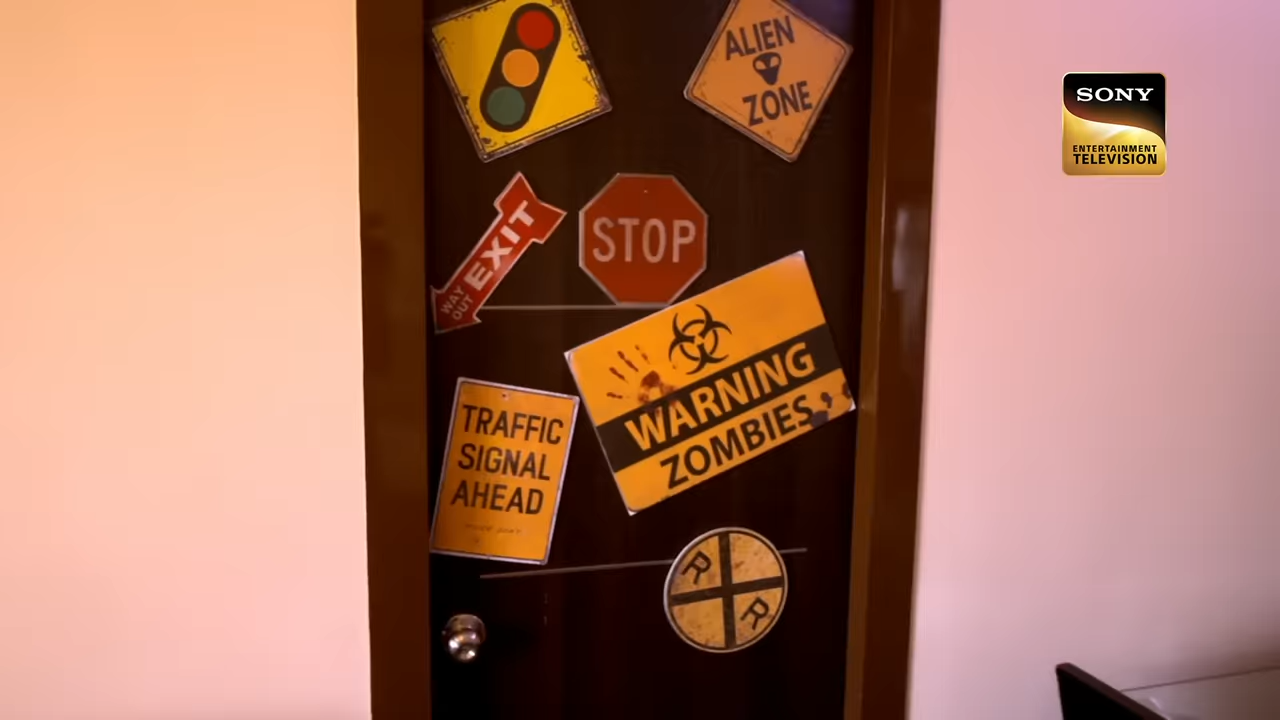 ALIEN
ZONE
SONY
ENTERTAINMENT
TELEVISION
EXIT
WAY
OUT
STOP
WARNING
ZOMBIES
TRAFFIC
SIGNAL
AHEAD
R
R